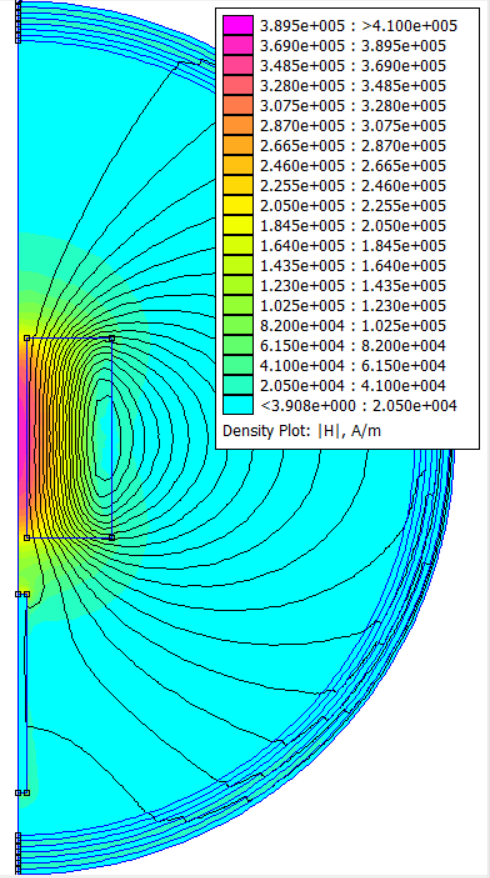 3.895e+005 : >4.100e+005
3.690e+005 : 3.895e+005
3.485e+005 : 3.690e+005
3.280e+005 : 3.485e+005
3.075e+005 : 3.280e+005
2.870e+005 : 3.075e+005
2.665e+005 : 2.870e+005
2.460e+005 : 2.665e+005
2.255e+005 : 2.460e+005
2.050e+005 : 2.255e+005
1.845e+005 : 2.050e+005
1.640e+005 : 1.845e+005
1.435e+005 : 1.640e+005
1.230e+005 : 1.435e+005
1.025e+005 : 1.230e+005
8.200e+004 : 1.025e+005
6.150e+004 : 8.200e+004
4.100e+004 : 6.150e+004
2.050e+004 : 4.100e+004
<3.908e+000 : 2.050e+004
Density Plot: |H|, A/m